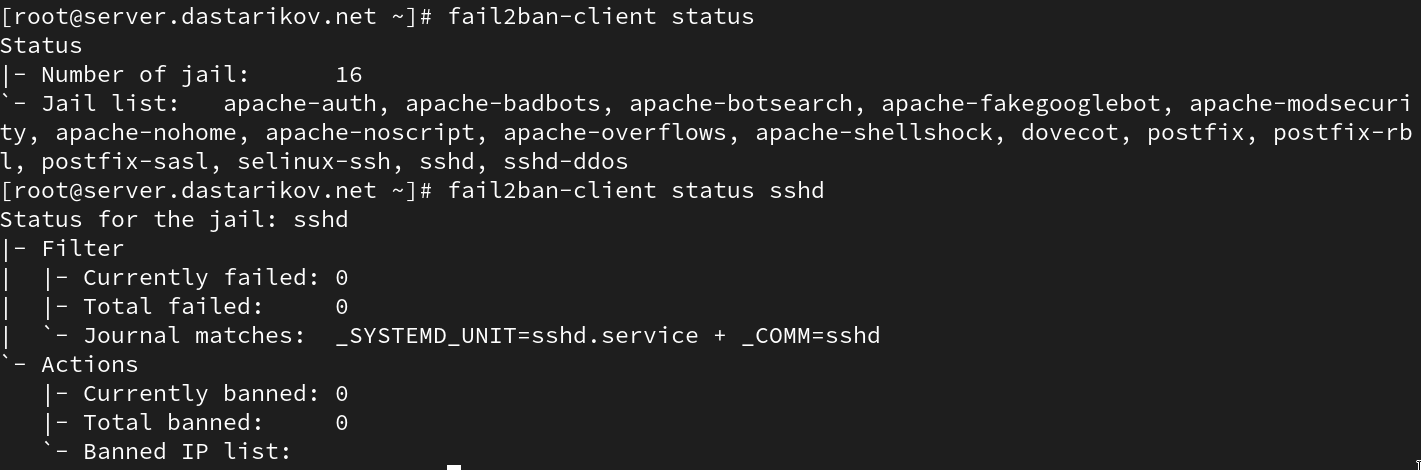 [root@server.dastarikov.net ~]# fail2ban-client status
Status
|- Number of jail:      16
`- Jail list:   apache-auth, apache-badbots, apache-botsearch, apache-fakegooglebot, apache-modsecuri
ty, apache-nohome, apache-noscript, apache-overflows, apache-shellshock, dovecot, postfix, postfix-rb
l, postfix-sasl, selinux-ssh, sshd, sshd-ddos
[root@server.dastarikov.net ~]# fail2ban-client status sshd
Status for the jail: sshd
|- Filter
|  |- Currently failed: 0
|  |- Total failed:     0
|  `- Journal matches:  _SYSTEMD_UNIT=sshd.service + _COMM=sshd
`- Actions
   |- Currently banned: 0
   |- Total banned:     0
   `- Banned IP list: